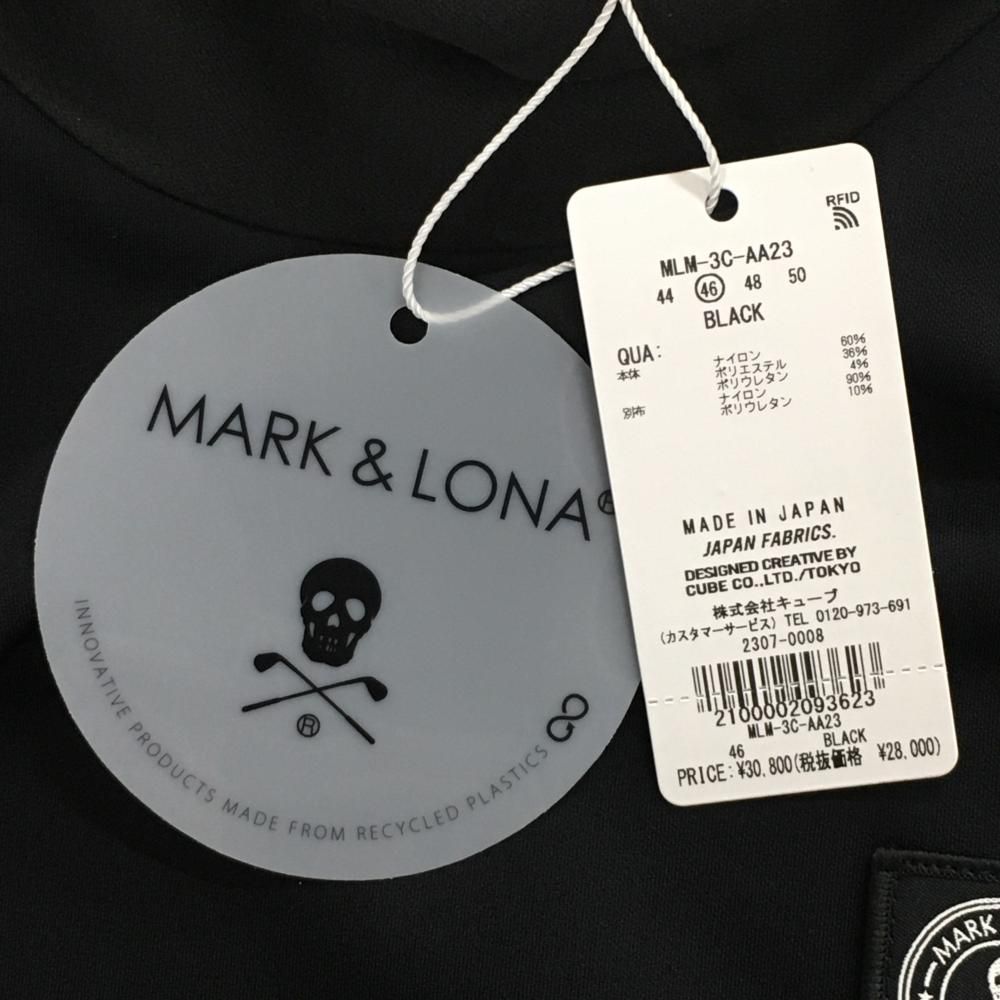 MARK & LONA®
®
INNOVATIVE PRODUCTS MADE FROM RECYCLED PLASTICS
RFID
MLM-3C-AA23
44 46 48 50
BLACK
QUA:
本体 ナイロン 60%
ポリエステル 36%
ポリウレタン 4%
別布 ナイロン 90%
ポリウレタン 10%
MADE IN JAPAN
JAPAN FABRICS.
DESIGNED CREATIVE BY
CUBE CO.,LTD./TOKYO
株式会社キューブ
(カスタマーサービス) TEL 0120-973-691
2307-0008
2100002093623
MLM-3C-AA23
46 BLACK
PRICE:¥30,800(税抜価格 ¥28,000)
MARK